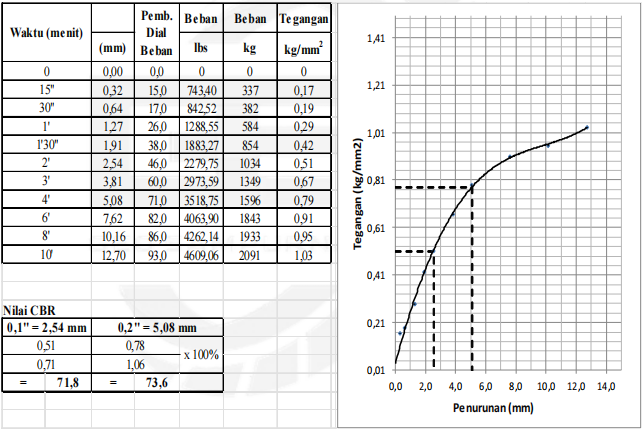 Waktu (menit) (mm) Pemb. Dial Beban Beban lbs Beban kg Tegangan kg/mm²
0 0,00 0,0 0 0 0
15" 0,32 15,0 743,40 337 0,17
30" 0,64 17,0 842,52 382 0,19
1' 1,27 26,0 1288,55 584 0,29
1'30" 1,91 38,0 1883,27 854 0,42
2' 2,54 46,0 2279,75 1034 0,51
3' 3,81 60,0 2973,59 1349 0,67
4' 5,08 71,0 3518,75 1596 0,79
6' 7,62 82,0 4063,90 1843 0,91
8' 10,16 86,0 4262,14 1933 0,95
10' 12,70 93,0 4609,06 2091 1,03
Nilai CBR
0,1" = 2,54 mm 0,2" = 5,08 mm
0,51 0,78 x 100%
0,71 1,06
= 71,8 = 73,6
Tegangan (kg/mm2)
1,41
1,21
1,01
0,81
0,61
0,41
0,21
0,01
0,0 2,0 4,0 6,0 8,0 10,0 12,0 14,0
Penurunan (mm)